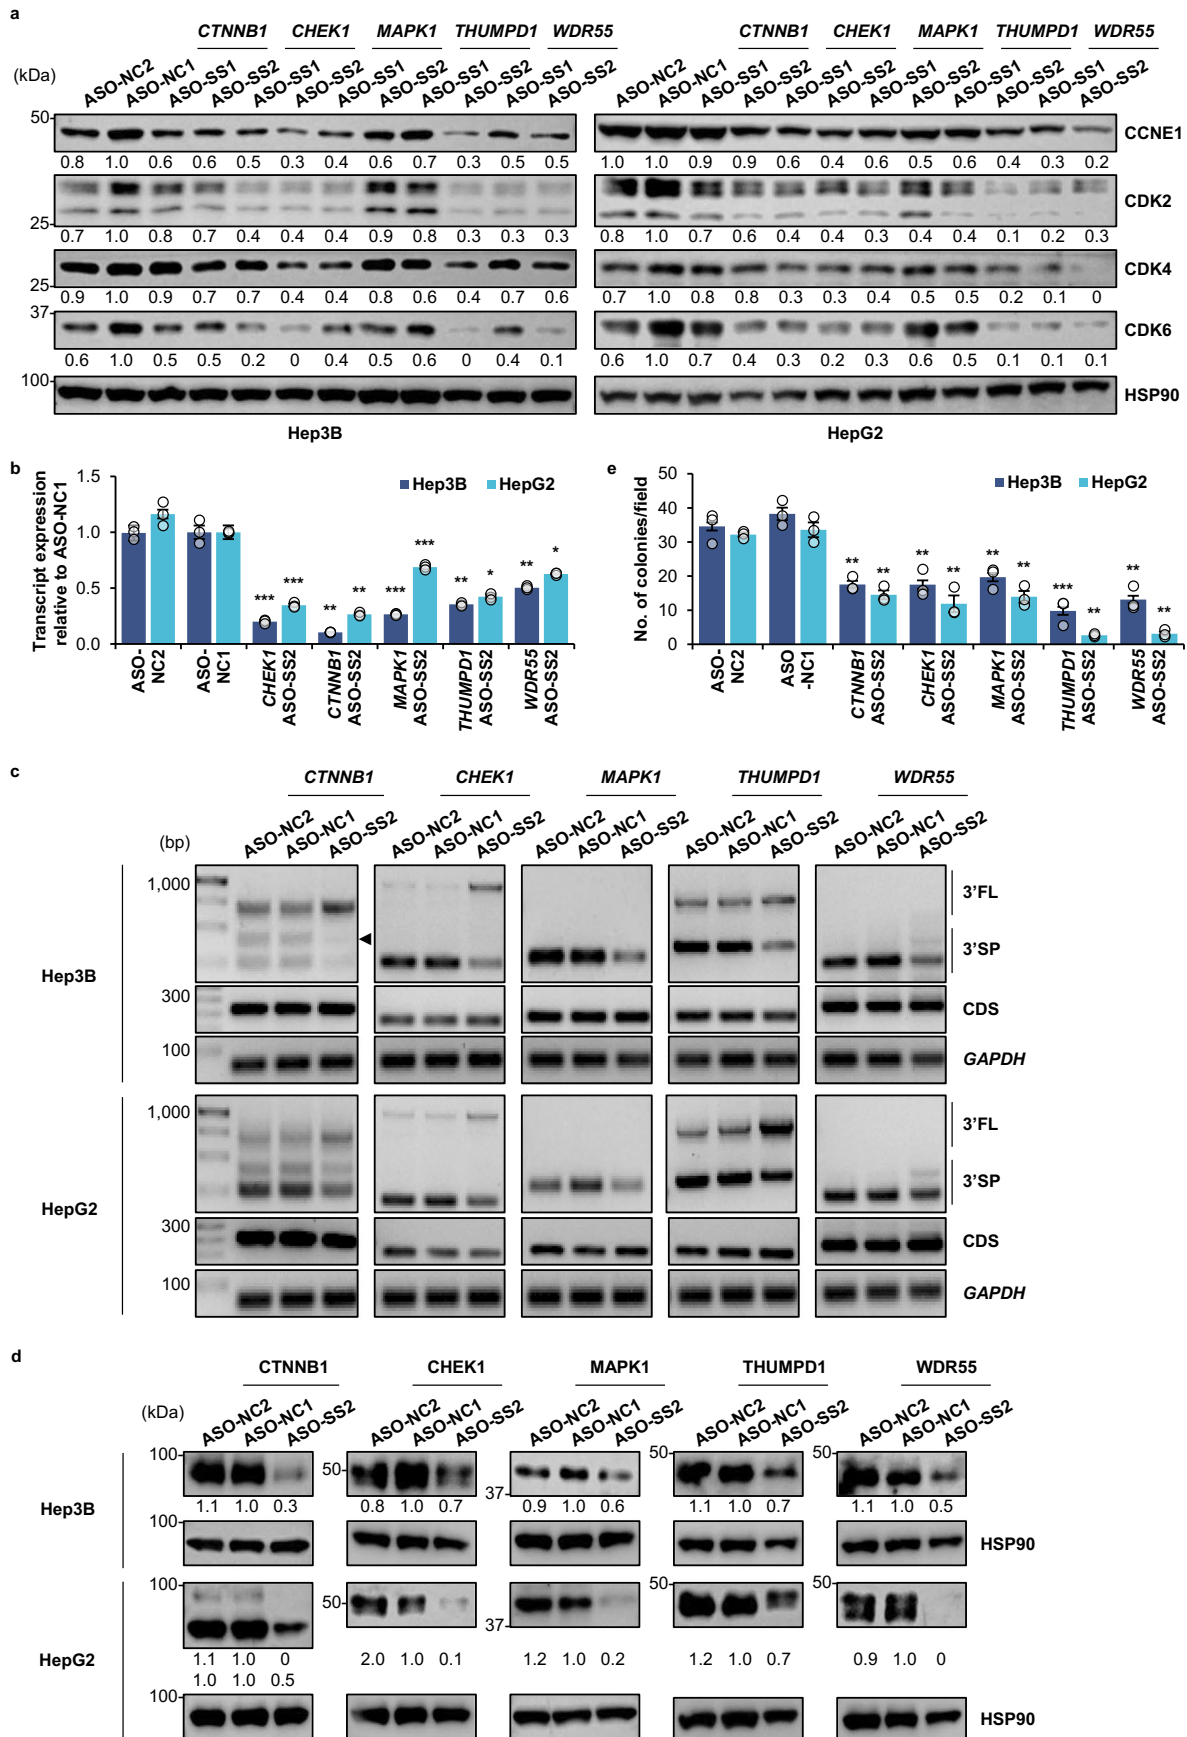 a
CTNNB1 CHEK1 MAPK1 THUMPD1 WDR55 CTNNB1 CHEK1 MAPK1 THUMPD1 WDR55
(kDa) ASO-NC2 ASO-NC1 ASO-SS1 ASO-SS2 ASO-SS1 ASO-SS2 ASO-SS1 ASO-SS2 ASO-SS1 ASO-SS2 ASO-SS1 ASO-SS2 ASO-NC2 ASO-NC1 ASO-SS1 ASO-SS2 ASO-SS1 ASO-SS2 ASO-SS1 ASO-SS2 ASO-SS1 ASO-SS2 ASO-SS1 ASO-SS2
50 CCNE1
0.8 1.0 0.6 0.6 0.5 0.3 0.4 0.6 0.7 0.3 0.5 0.5 1.0 1.0 0.9 0.9 0.6 0.4 0.6 0.5 0.6 0.4 0.3 0.2
25 CDK2
0.7 1.0 0.8 0.7 0.4 0.4 0.4 0.9 0.8 0.3 0.3 0.3 0.8 1.0 0.7 0.6 0.4 0.4 0.3 0.4 0.4 0.1 0.2 0.3
25 CDK4
0.9 1.0 0.9 0.7 0.7 0.4 0.4 0.8 0.6 0.4 0.7 0.6 0.7 1.0 0.8 0.8 0.3 0.3 0.4 0.5 0.5 0.2 0.1 0
37 CDK6
0.6 1.0 0.5 0.5 0.2 0 0.4 0.5 0.6 0 0.4 0.1 0.6 1.0 0.7 0.4 0.3 0.2 0.3 0.6 0.5 0.1 0.1 0.1
100 HSP90
Hep3B HepG2
b
Transcript expression
relative to ASO-NC1
1.5
1.0
0.5
0.0
Hep3B HepG2
*** *** ** ** *** *** ** * ** *
ASO-
NC2
ASO-
NC1
CHEK1
ASO-SS2
CTNNB1
ASO-SS2
MAPK1
ASO-SS2
THUMPD1
ASO-SS2
WDR55
ASO-SS2
e
No. of colonies/field
50
40
30
20
10
0
Hep3B HepG2
** ** ** ** ** ** *** ** ** **
ASO-
NC2
ASO
-NC1
CTNNB1
ASO-SS2
CHEK1
ASO-SS2
MAPK1
ASO-SS2
THUMPD1
ASO-SS2
WDR55
ASO-SS2
c
CTNNB1 CHEK1 MAPK1 THUMPD1 WDR55
(bp) ASO-NC2 ASO-NC1 ASO-SS2 ASO-NC2 ASO-NC1 ASO-SS2 ASO-NC2 ASO-NC1 ASO-SS2 ASO-NC2 ASO-NC1 ASO-SS2 ASO-NC2 ASO-NC1 ASO-SS2
Hep3B
1,000 3'FL
3'SP
300 CDS
100 GAPDH
HepG2
1,000 3'FL
3'SP
300 CDS
100 GAPDH
d
CTNNB1 CHEK1 MAPK1 THUMPD1 WDR55
(kDa) ASO-NC2 ASO-NC1 ASO-SS2 ASO-NC2 ASO-NC1 ASO-SS2 ASO-NC2 ASO-NC1 ASO-SS2 ASO-NC2 ASO-NC1 ASO-SS2 ASO-NC2 ASO-NC1 ASO-SS2
Hep3B
100 50 37 50 50
1.1 1.0 0.3 0.8 1.0 0.7 0.9 1.0 0.6 1.1 1.0 0.7 1.1 1.0 0.5
100 HSP90
HepG2
100 50 37 50 50
1.1 1.0 0 2.0 1.0 0.1 1.2 1.0 0.2 1.2 1.0 0.7 0.9 1.0 0
1.0 1.0 0.5
100 HSP90